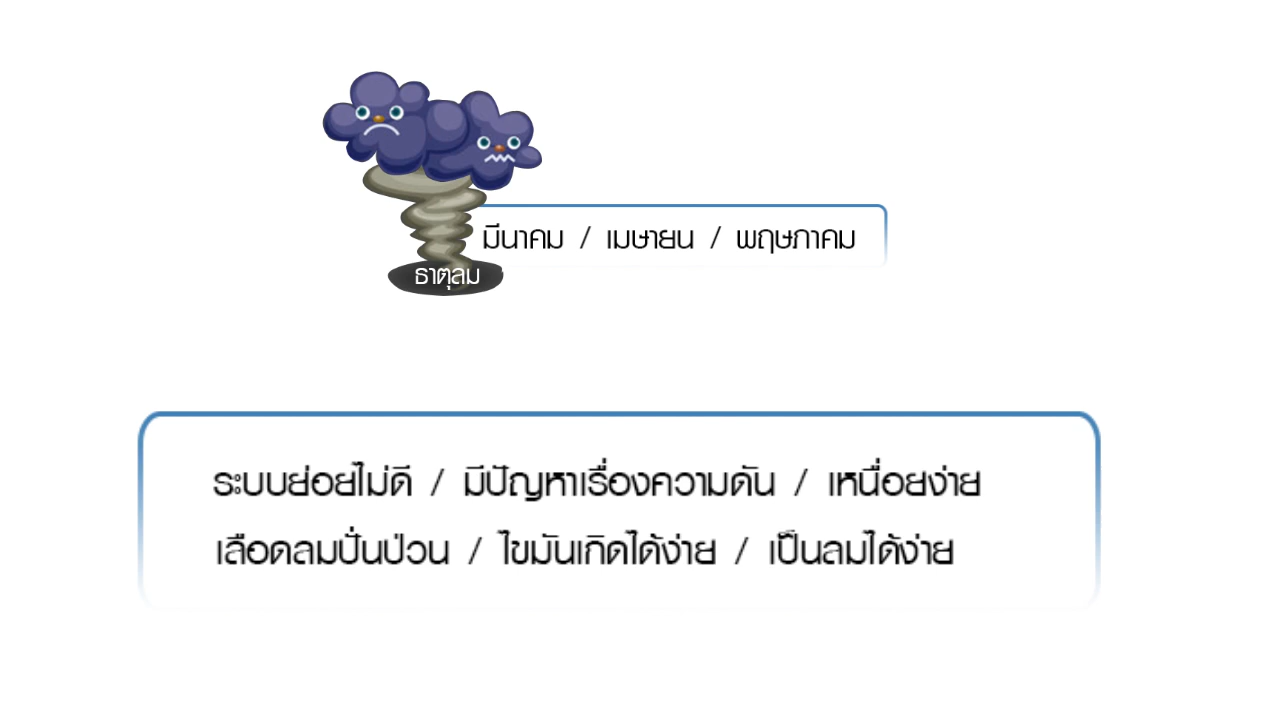 มีนาคม / เมษายน / พฤษภาคม
ธาตุลม
ระบบย่อยไม่ดี / มีปัญหาเรื่องความดัน / เหนื่อยง่าย
เลือดลมปั่นป่วน / ไขมันเกิดได้ง่าย / เป็นลมได้ง่าย